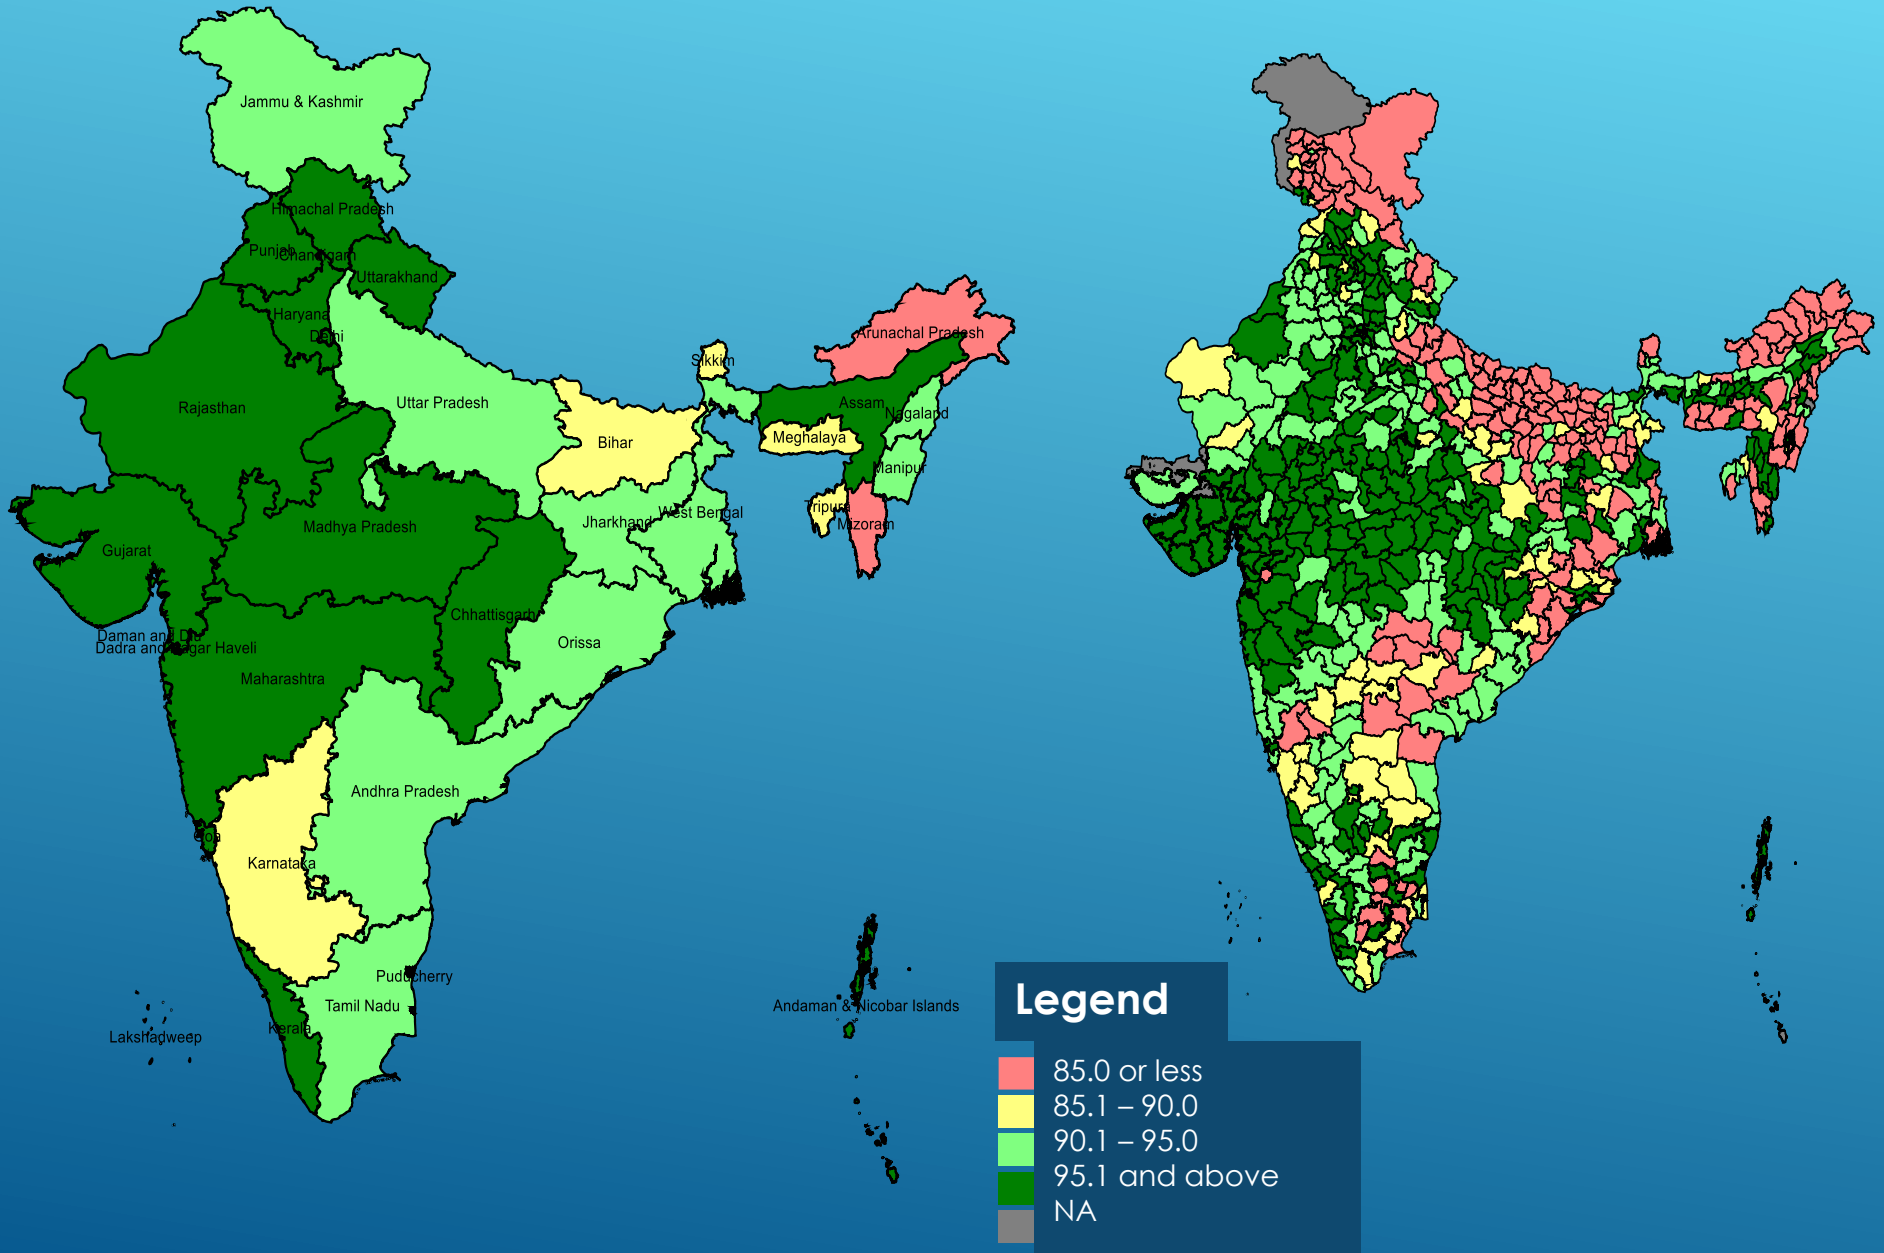 Jammu & Kashmir
Himachal Pradesh
Punjab
Chandigarh
Uttarakhand
Haryana
Delhi
Arunachal Pradesh
Sikkim
Rajasthan
Uttar Pradesh
Assam
Nagaland
Bihar
Meghalaya
Manipur
Tripura
Mizoram
Madhya Pradesh
Jharkhand
West Bengal
Gujarat
Chhattisgarh
Daman and Diu
Dadra and Nagar Haveli
Orissa
Maharashtra
Andhra Pradesh
Goa
Karnataka
Puducherry
Tamil Nadu
Kerala
Lakshadweep
Andaman & Nicobar Islands
Legend
85.0 or less
85.1 – 90.0
90.1 – 95.0
95.1 and above
NA